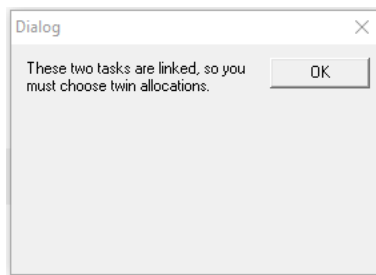 Dialog
These two tasks are linked, so you
must choose twin allocations.
OK